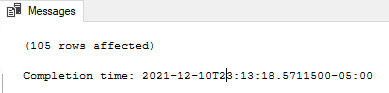 Messages
(105 rows affected)
Completion time: 2021-12-10T23:13:18.5711500-05:00